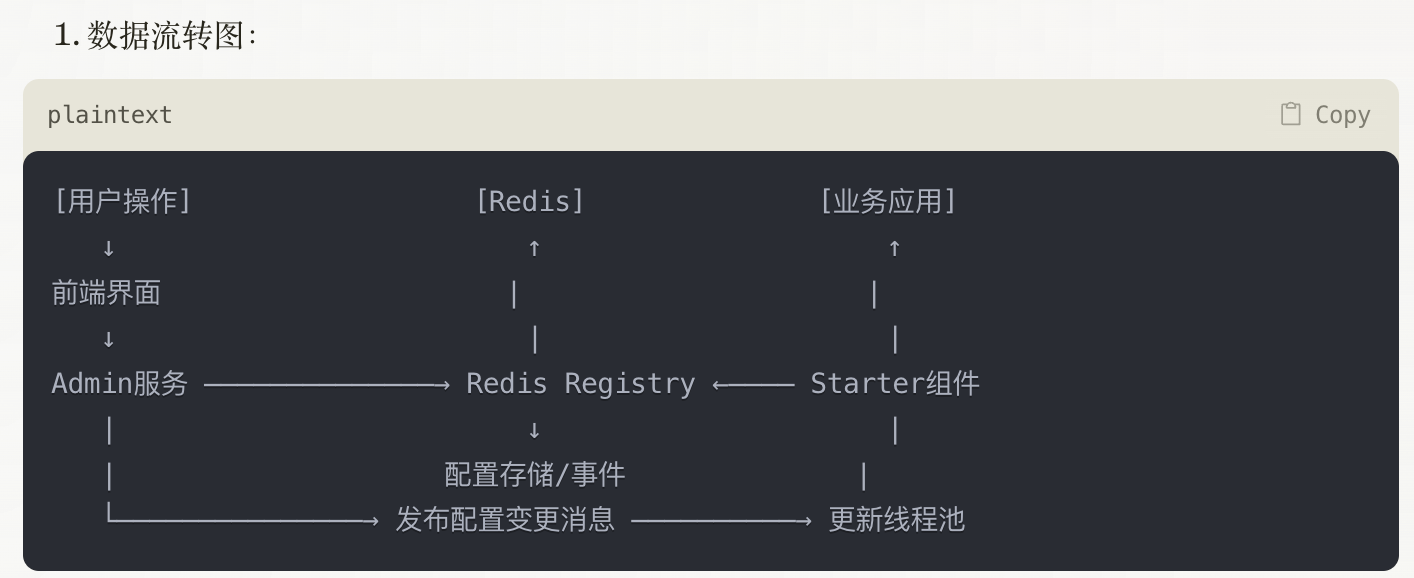 1. 数据流转图：
plaintext Copy
[用户操作]                    [Redis]                    [业务应用]
   ↓                             ↑                          ↑
前端界面                          |                          |
   ↓                             |                          |
Admin服务 ──────────────→ Redis Registry ←──── Starter组件
   |                             ↓                          |
   |                        配置存储/事件                    |
   └────────────────→ 发布配置变更消息 ──────────→ 更新线程池